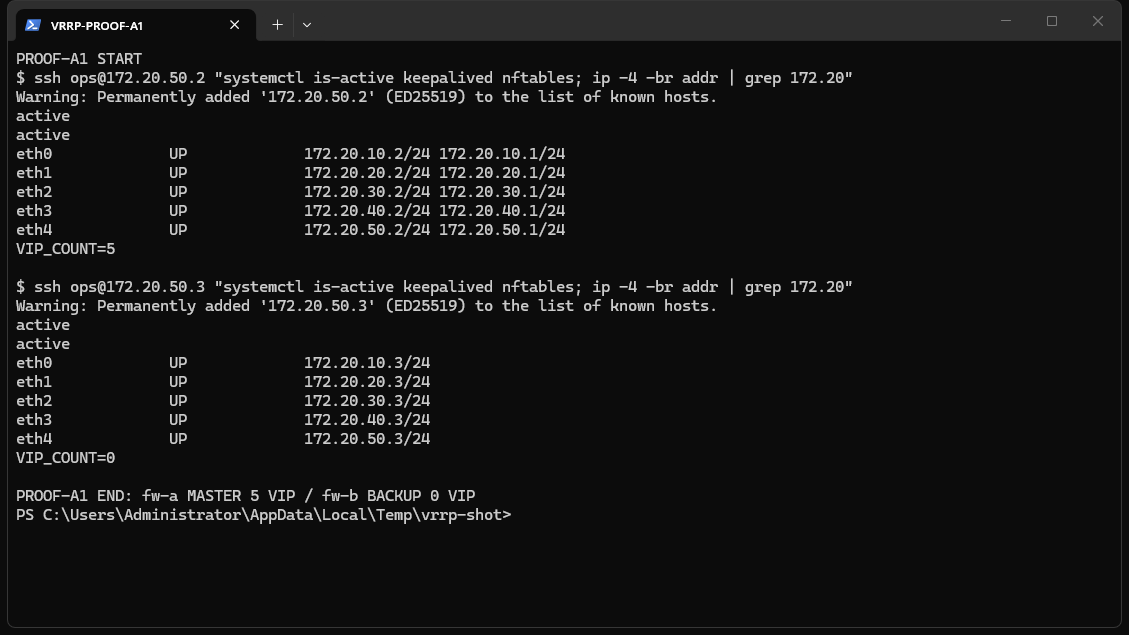 VRRP-PROOF-A1
PROOF-A1 START
$ ssh ops@172.20.50.2 "systemctl is-active keepalived nftables; ip -4 -br addr | grep 172.20"
Warning: Permanently added '172.20.50.2' (ED25519) to the list of known hosts.
active
active
eth0             UP             172.20.10.2/24 172.20.10.1/24
eth1             UP             172.20.20.2/24 172.20.20.1/24
eth2             UP             172.20.30.2/24 172.20.30.1/24
eth3             UP             172.20.40.2/24 172.20.40.1/24
eth4             UP             172.20.50.2/24 172.20.50.1/24
VIP_COUNT=5
$ ssh ops@172.20.50.3 "systemctl is-active keepalived nftables; ip -4 -br addr | grep 172.20"
Warning: Permanently added '172.20.50.3' (ED25519) to the list of known hosts.
active
active
eth0             UP             172.20.10.3/24
eth1             UP             172.20.20.3/24
eth2             UP             172.20.30.3/24
eth3             UP             172.20.40.3/24
eth4             UP             172.20.50.3/24
VIP_COUNT=0
PROOF-A1 END: fw-a MASTER 5 VIP / fw-b BACKUP 0 VIP
PS C:\Users\Administrator\AppData\Local\Temp\vrrp-shot>